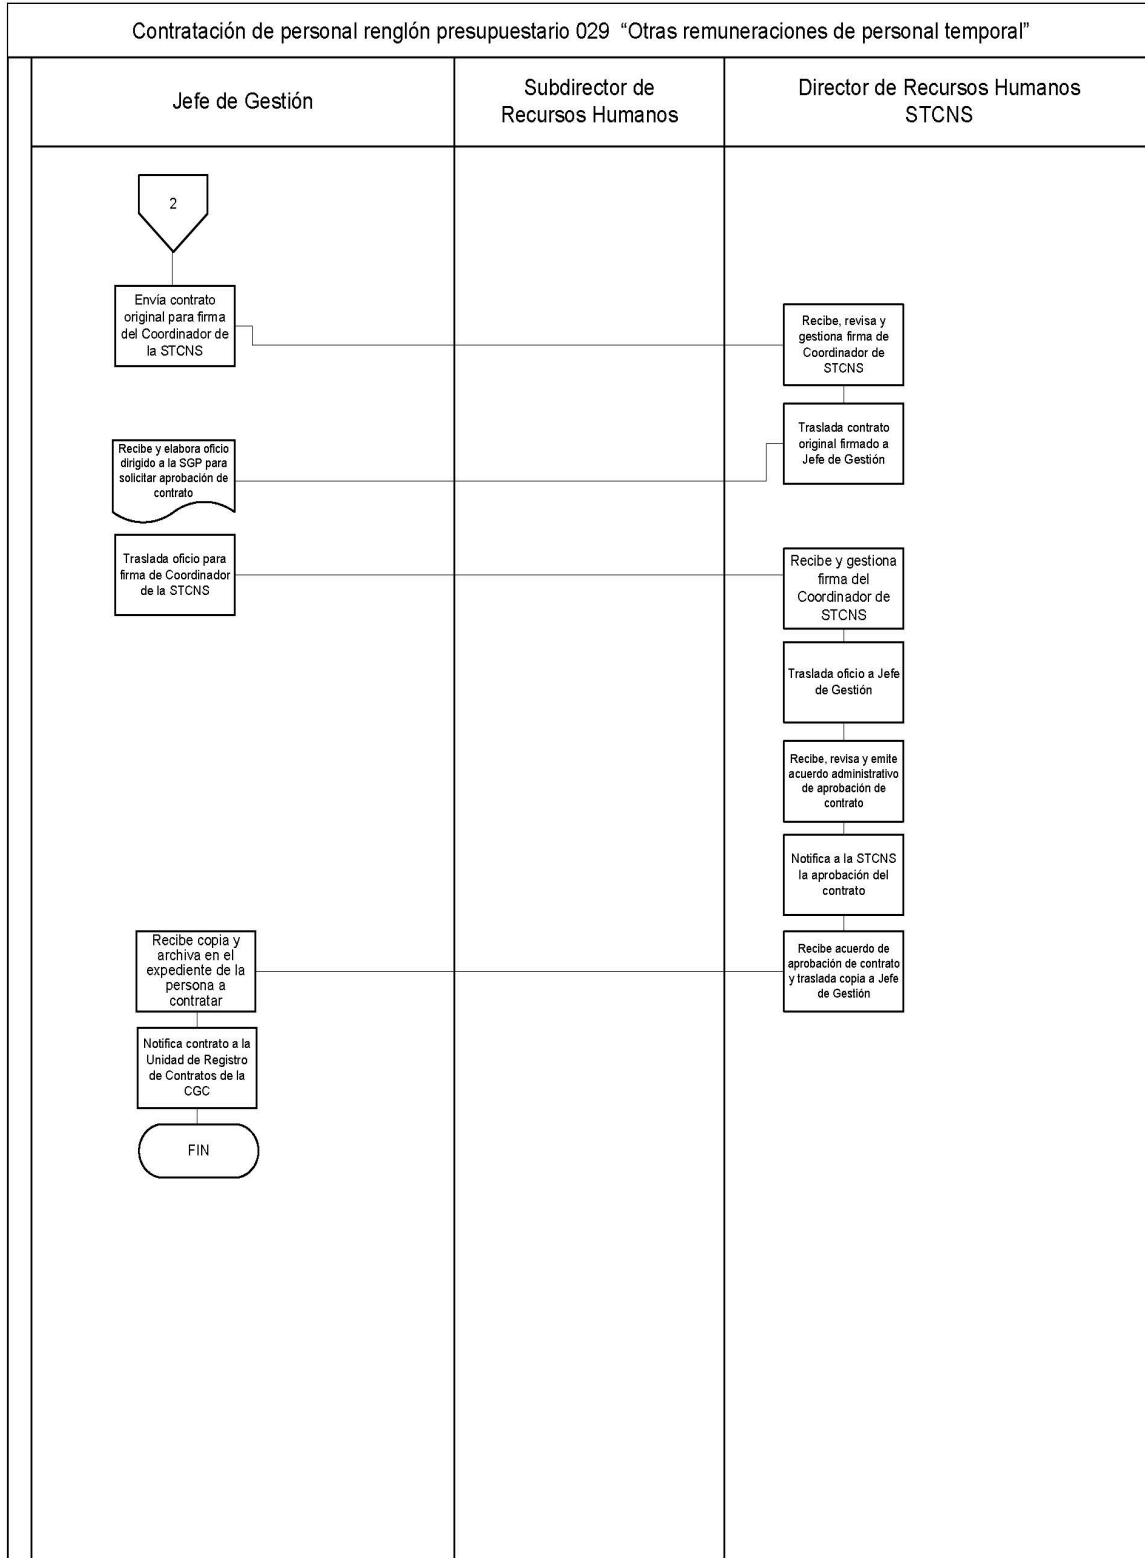 Contratación de personal renglón presupuestario 029 “Otras remuneraciones de personal temporal”
Jefe de Gestión
Subdirector de
Recursos Humanos
Director de Recursos Humanos
STCNS
2
Envía contrato
original para firma
del Coordinador de
la STCNS
Recibe, revisa y
gestiona firma de
Coordinador de
STCNS
Traslada contrato
original firmado a
Jefe de Gestión
Recibe y elabora oficio
dirigido a la SGP para
solicitar aprobación de
contrato
Traslada oficio para
firma de Coordinador
de la STCNS
Recibe y gestiona
firma del
Coordinador de
STCNS
Traslada oficio a Jefe
de Gestión
Recibe, revisa y emite
acuerdo administrativo
de aprobación de
contrato
Notifica a la STCNS
la aprobación del
contrato
Recibe acuerdo de
aprobación de contrato
y traslada copia a Jefe
de Gestión
Recibe copia y
archiva en el
expediente de la
persona a
contratar
Notifica contrato a la
Unidad de Registro
de Contratos de la
CGC
FIN